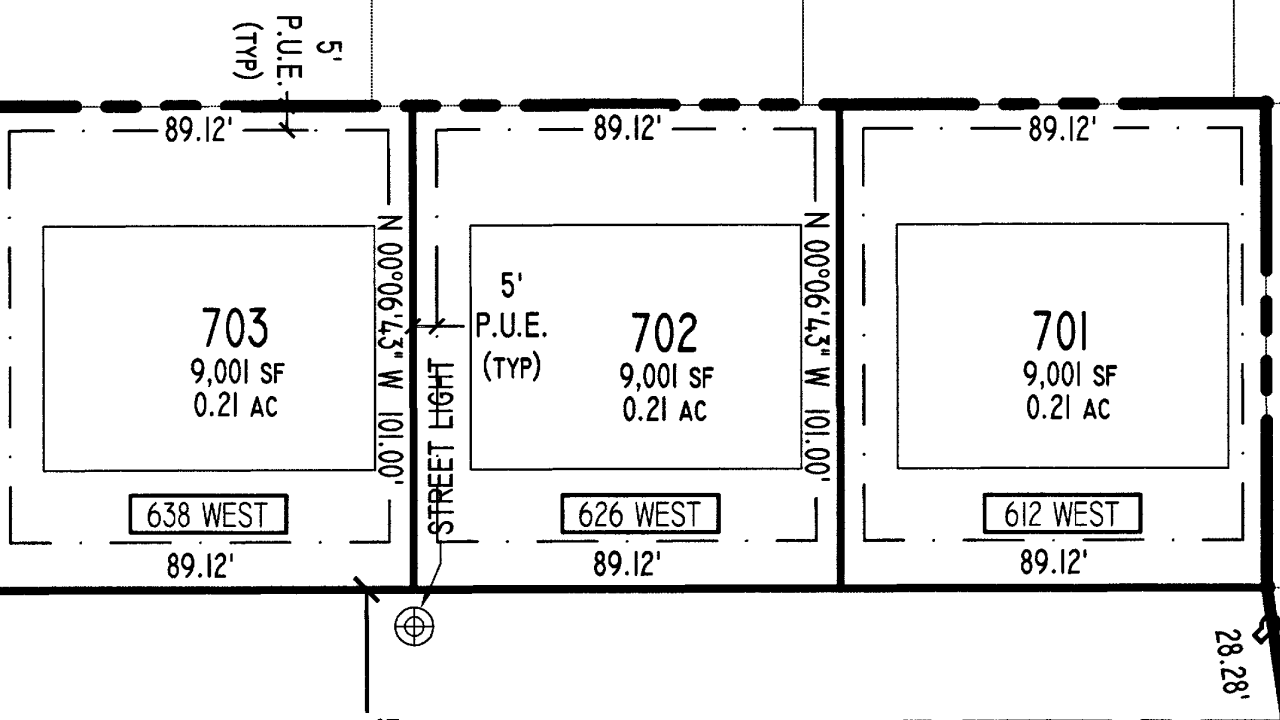 5'
P.U.E.
(TYP)
89.12'
89.12'
89.12'
N 00°06'43" W 101.00'
N 00°06'43" W 101.00'
5'
P.U.E.
(TYP)
703
9,001 SF
0.21 AC
702
9,001 SF
0.21 AC
701
9,001 SF
0.21 AC
STREET LIGHT
638 WEST
626 WEST
612 WEST
89.12'
89.12'
89.12'
28.28'